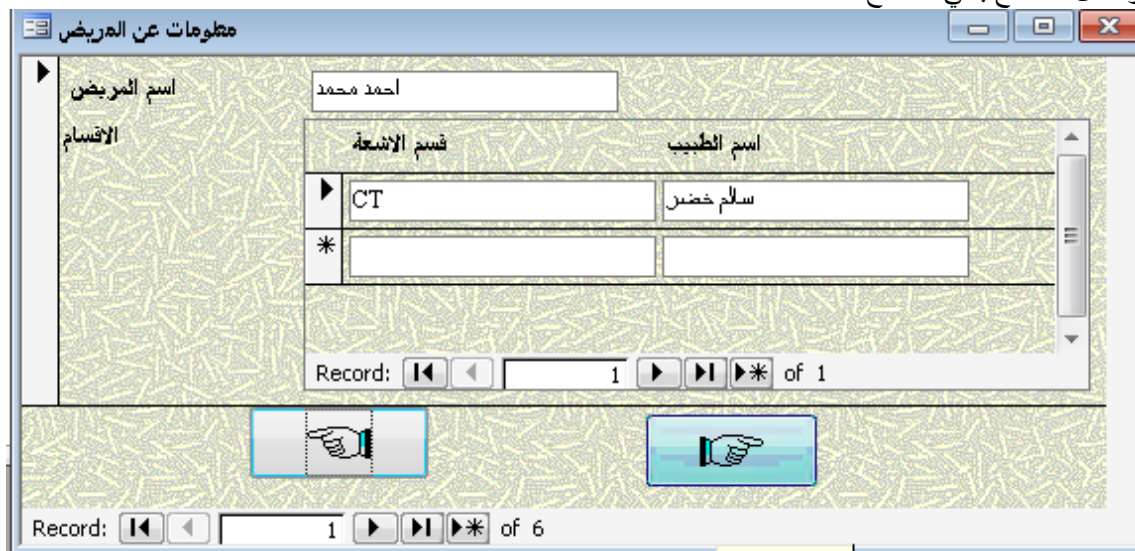 معلومات عن المريض
اسم المريض
احمد محمد
الاقسام
قسم الاشعة
اسم الطبيب
CT
سالم خضر
Record: 1 of 1
Record: 1 of 6